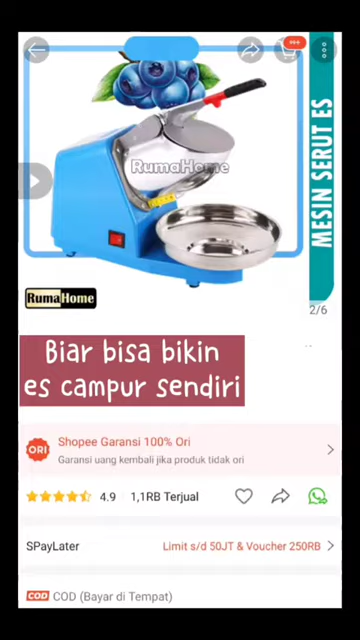 RumaHome
MESIN SERUT ES
RumaHome
2/6
Biar bisa bikin
es campur sendiri
ORI
Shopee Garansi 100% Ori
Garansi uang kembali jika produk tidak ori
4.9
1,1RB Terjual
SPayLater
Limit s/d 50JT & Voucher 250RB
COD
COD (Bayar di Tempat)